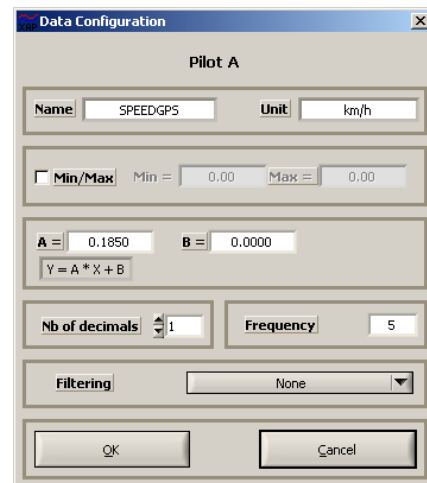 Data Configuration
Pilot A
Name SPEEDGPS Unit km/h
Min/Max Min = 0.00 Max = 0.00
A = 0.1850 B = 0.0000
Y = A * X + B
Nb of decimals 1 Frequency 5
Filtering None
OK Cancel